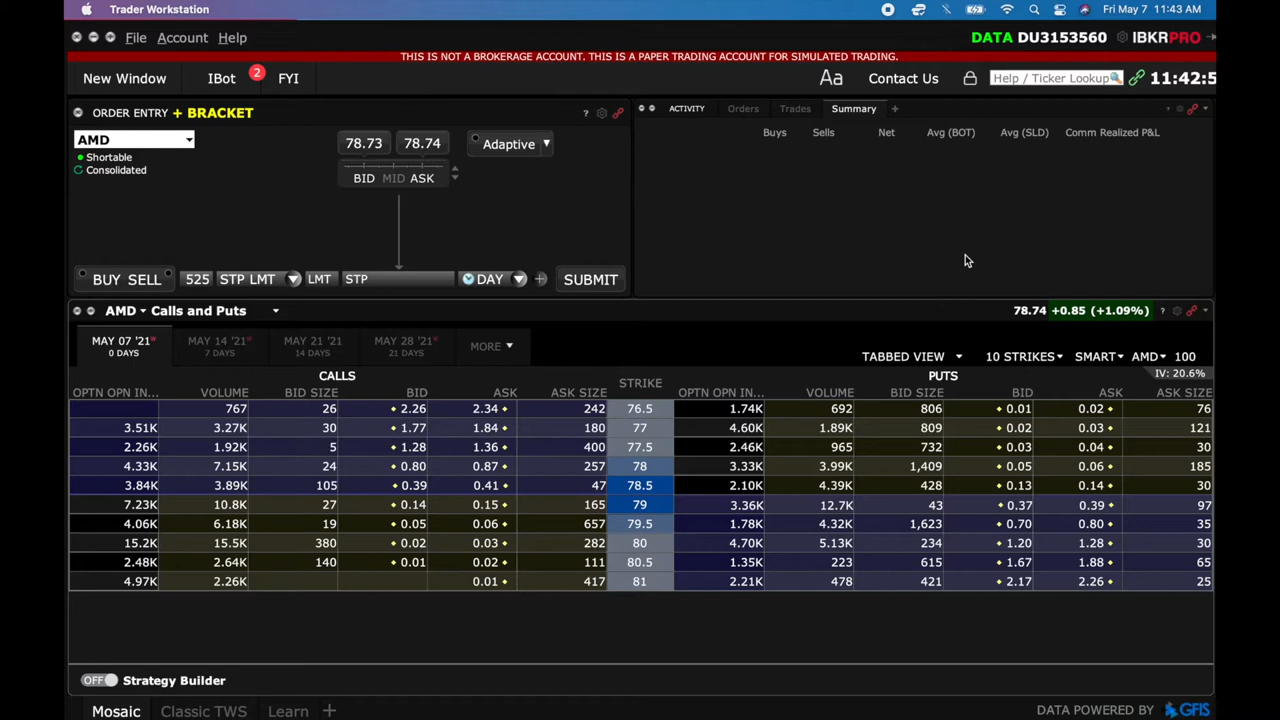 Trader Workstation Fri May 7 11:43 AM
File Account Help DATA DU3153560 IBKRPRO
THIS IS NOT A BROKERAGE ACCOUNT. THIS IS A PAPER TRADING ACCOUNT FOR SIMULATED TRADING.
New Window IBot 2 FYI Aa Contact Us Help / Ticker Lookup 11:42:5
ORDER ENTRY + BRACKET ? ACTIVITY Orders Trades Summary +
Buys Sells Net Avg (BOT) Avg (SLD) Comm Realized P&L
AMD 78.73 78.74 Adaptive
Shortable
Consolidated
BID MID ASK
BUY SELL 525 STP LMT LMT STP DAY + SUBMIT
AMD Calls and Puts 78.74 +0.85 (+1.09%) ?
MAY 07 '21 W MAY 14 '21 W MAY 21 '21 MAY 28 '21 W MORE
0 DAYS 7 DAYS 14 DAYS 21 DAYS
TABBED VIEW 10 STRIKES SMART AMD 100
CALLS STRIKE PUTS IV: 20.6%
OPTN OPN IN... VOLUME BID SIZE BID ASK ASK SIZE OPTN OPN IN... VOLUME BID SIZE BID ASK ASK SIZE
767 26 2.26 2.34 242 76.5 1.74K 692 806 0.01 0.02 76
3.51K 3.27K 30 1.77 1.84 180 77 4.60K 1.89K 809 0.02 0.03 121
2.26K 1.92K 5 1.28 1.36 400 77.5 2.46K 965 732 0.03 0.04 30
4.33K 7.15K 24 0.80 0.87 257 78 3.33K 3.99K 1,409 0.05 0.06 185
3.84K 3.89K 105 0.39 0.41 47 78.5 2.10K 4.39K 428 0.13 0.14 30
7.23K 10.8K 27 0.14 0.15 165 79 3.36K 12.7K 43 0.37 0.39 97
4.06K 6.18K 19 0.05 0.06 657 79.5 1.78K 4.32K 1,623 0.70 0.80 35
15.2K 15.5K 380 0.02 0.03 282 80 4.70K 5.13K 234 1.20 1.28 30
2.48K 2.64K 140 0.01 0.02 111 80.5 1.35K 223 615 1.67 1.88 65
4.97K 2.26K 0.01 417 81 2.21K 478 421 2.17 2.26 25
OFF Strategy Builder
Mosaic Classic TWS Learn + DATA POWERED BY GFIS